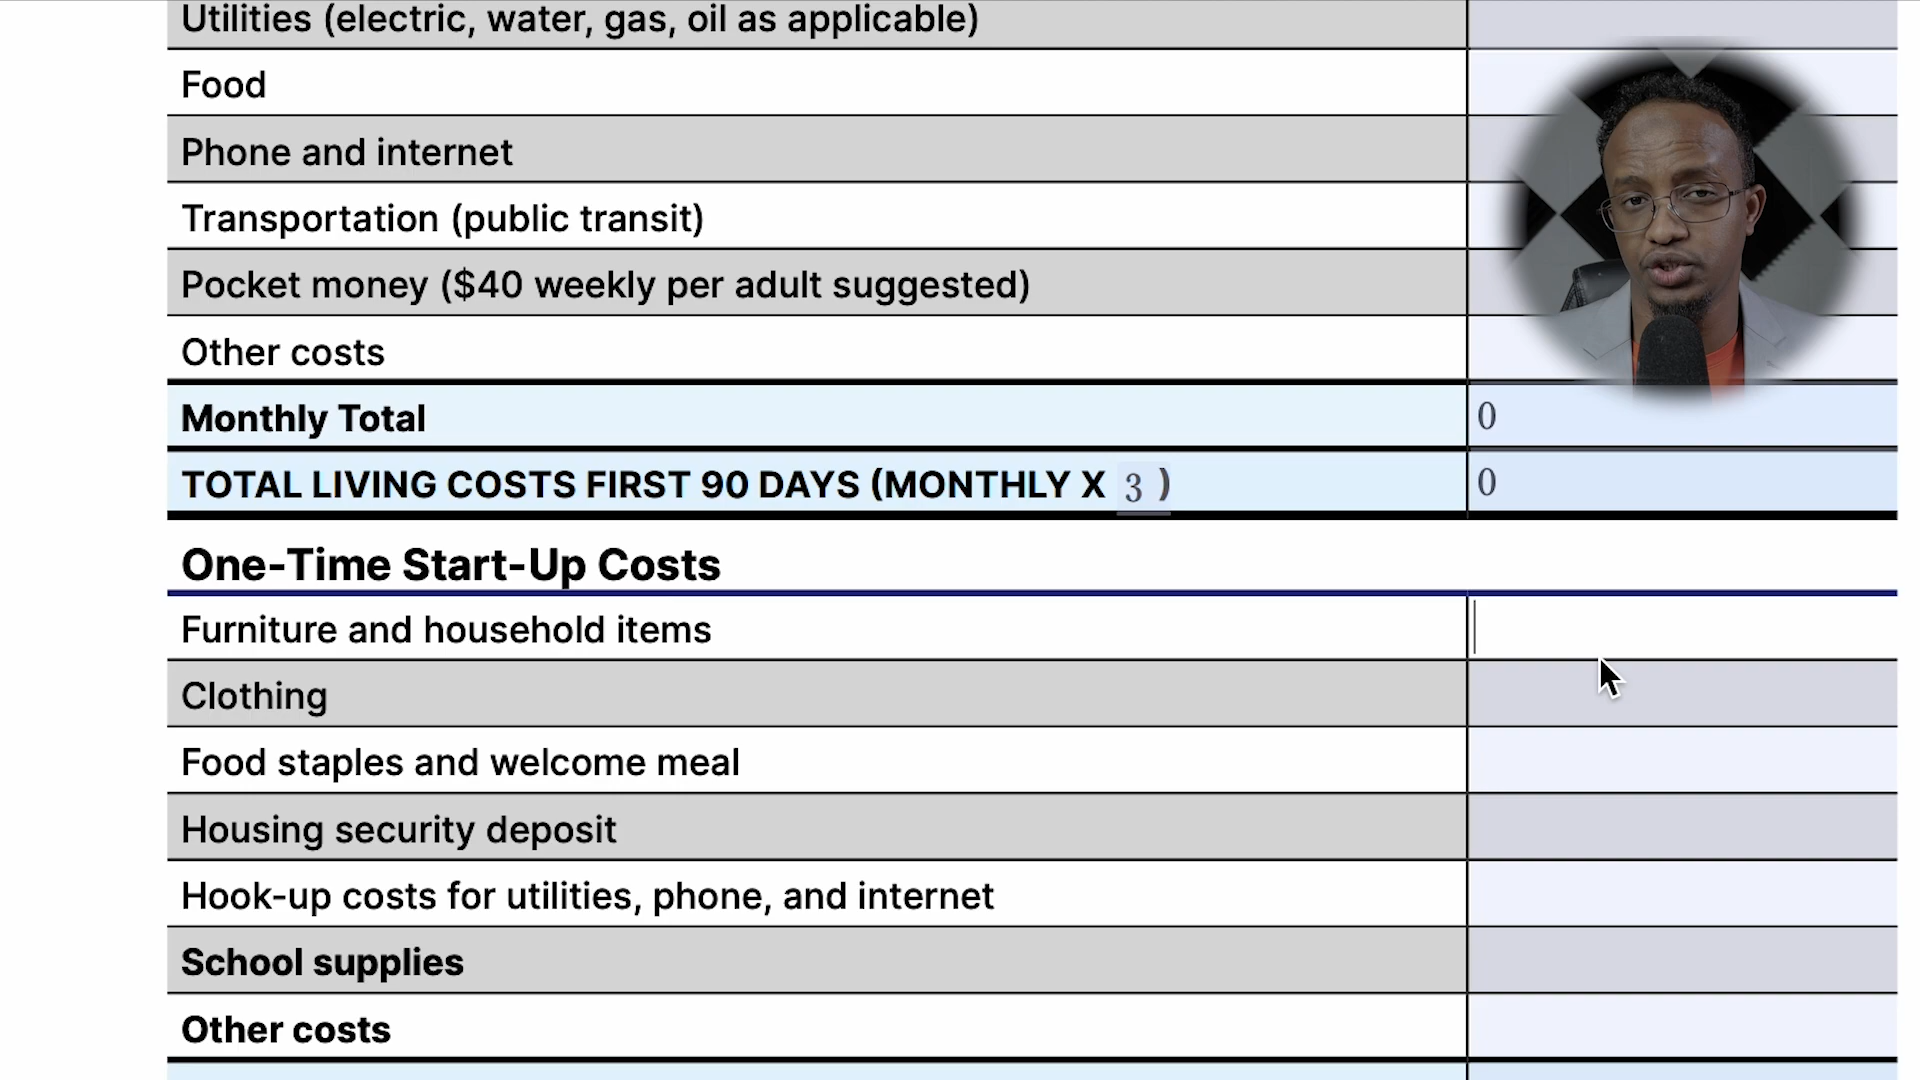 Utilities (electric, water, gas, oil as applicable)
Food
Phone and internet
Transportation (public transit)
Pocket money ($40 weekly per adult suggested)
Other costs
Monthly Total 0
TOTAL LIVING COSTS FIRST 90 DAYS (MONTHLY X 3 ) 0
One-Time Start-Up Costs
Furniture and household items
Clothing
Food staples and welcome meal
Housing security deposit
Hook-up costs for utilities, phone, and internet
School supplies
Other costs